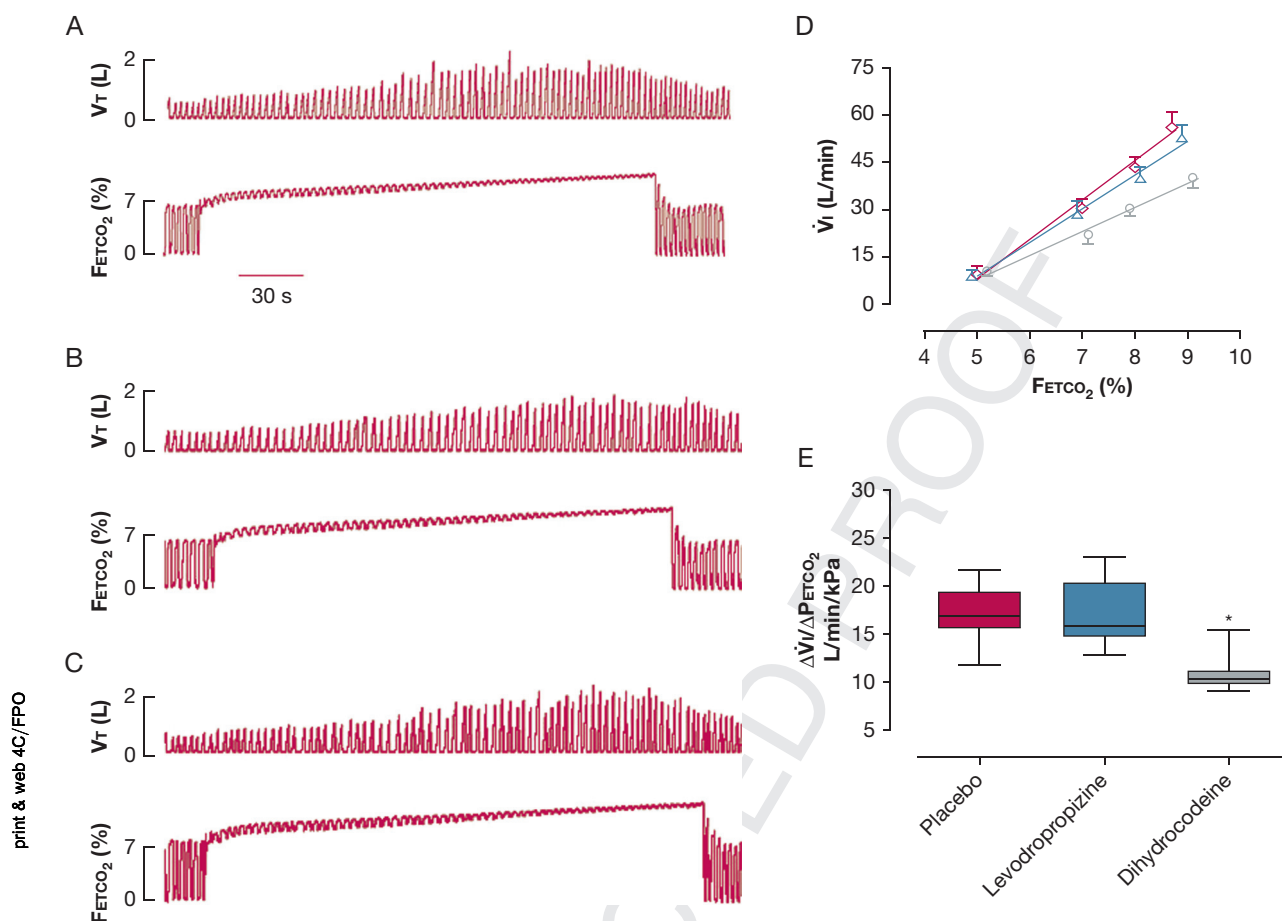 A
2
0
VT (L)
7
0
FETCO2 (%)
30 s
B
2
0
VT (L)
7
0
FETCO2 (%)
C
2
0
VT (L)
7
0
FETCO2 (%)
print & web 4C/FPO
D
75
60
45
30
15
0
V̇I (L/min)
4 5 6 7 8 9 10
FETCO2 (%)
E
30
25
20
15
10
5
ΔV̇I/ΔPETCO2
L/min/kPa
*
Placebo
Levodropropizine
Dihydrocodeine
ED PROOF